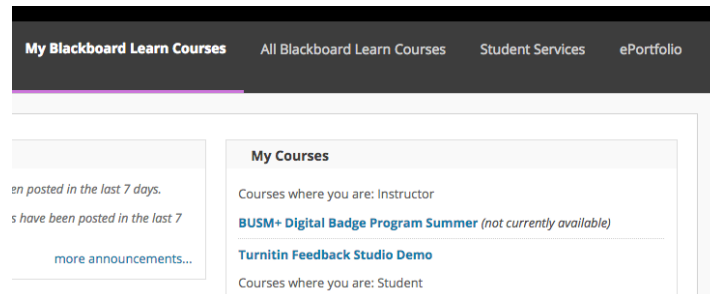 My Blackboard Learn Courses All Blackboard Learn Courses Student Services ePortfolio
en posted in the last 7 days.
s have been posted in the last 7
more announcements...
My Courses
Courses where you are: Instructor
BUSM+ Digital Badge Program Summer (not currently available)
Turnitin Feedback Studio Demo
Courses where you are: Student